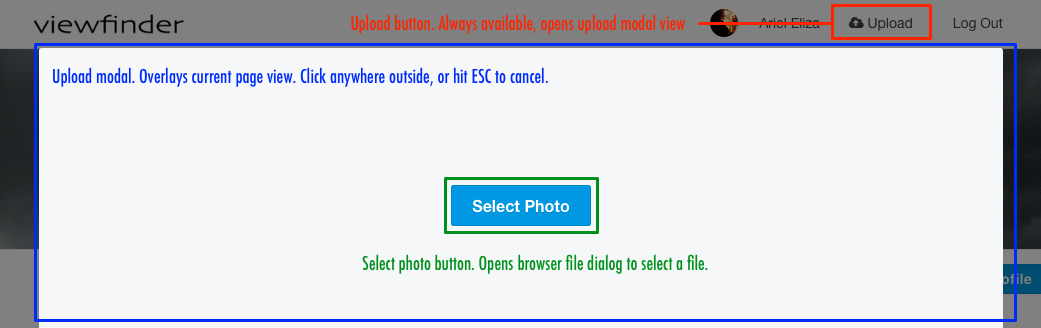 viewfinder
Upload button. Always available, opens upload modal view
Ariel Eliza
Upload
Log Out
Upload modal. Overlays current page view. Click anywhere outside, or hit ESC to cancel.
Select Photo
Select photo button. Opens browser file dialog to select a file.
ofile